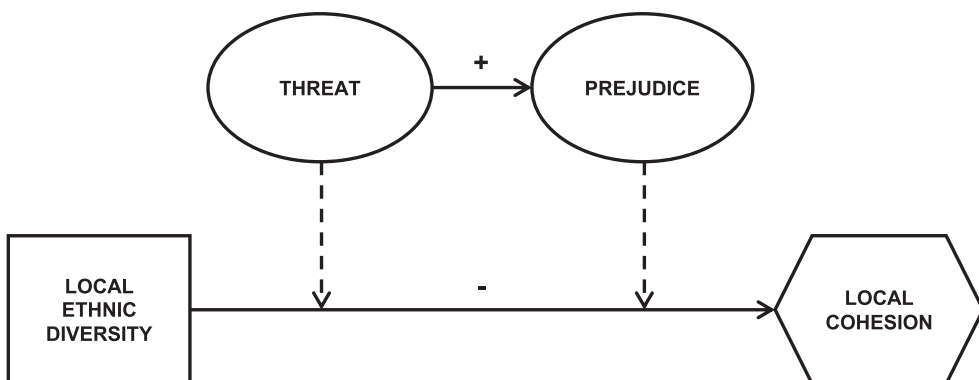 +
THREAT
PREJUDICE
-
LOCAL
ETHNIC
DIVERSITY
LOCAL
COHESION